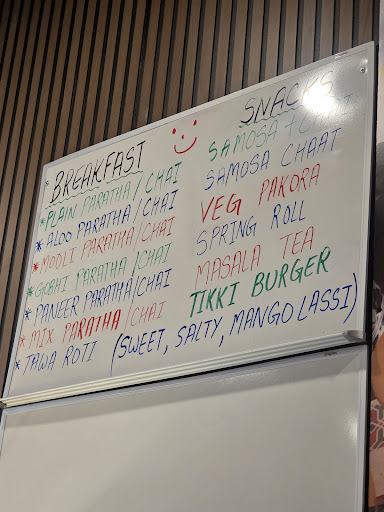 BREAKFAST
* PLAIN PARATHA / CHAI
* ALOO PARATHA / CHAI
* MOOLI PARATHA / CHAI
* GOBHI PARATHA / CHAI
* PANEER PARATHA / CHAI
* MIX PARATHA / CHAI
* TAWA ROTI
SNACKS
SAMOSA
SAMOSA CHAAT
VEG PAKORA
SPRING ROLL
MASALA TEA
TIKKI BURGER
(SWEET, SALTY, MANGO LASSI)